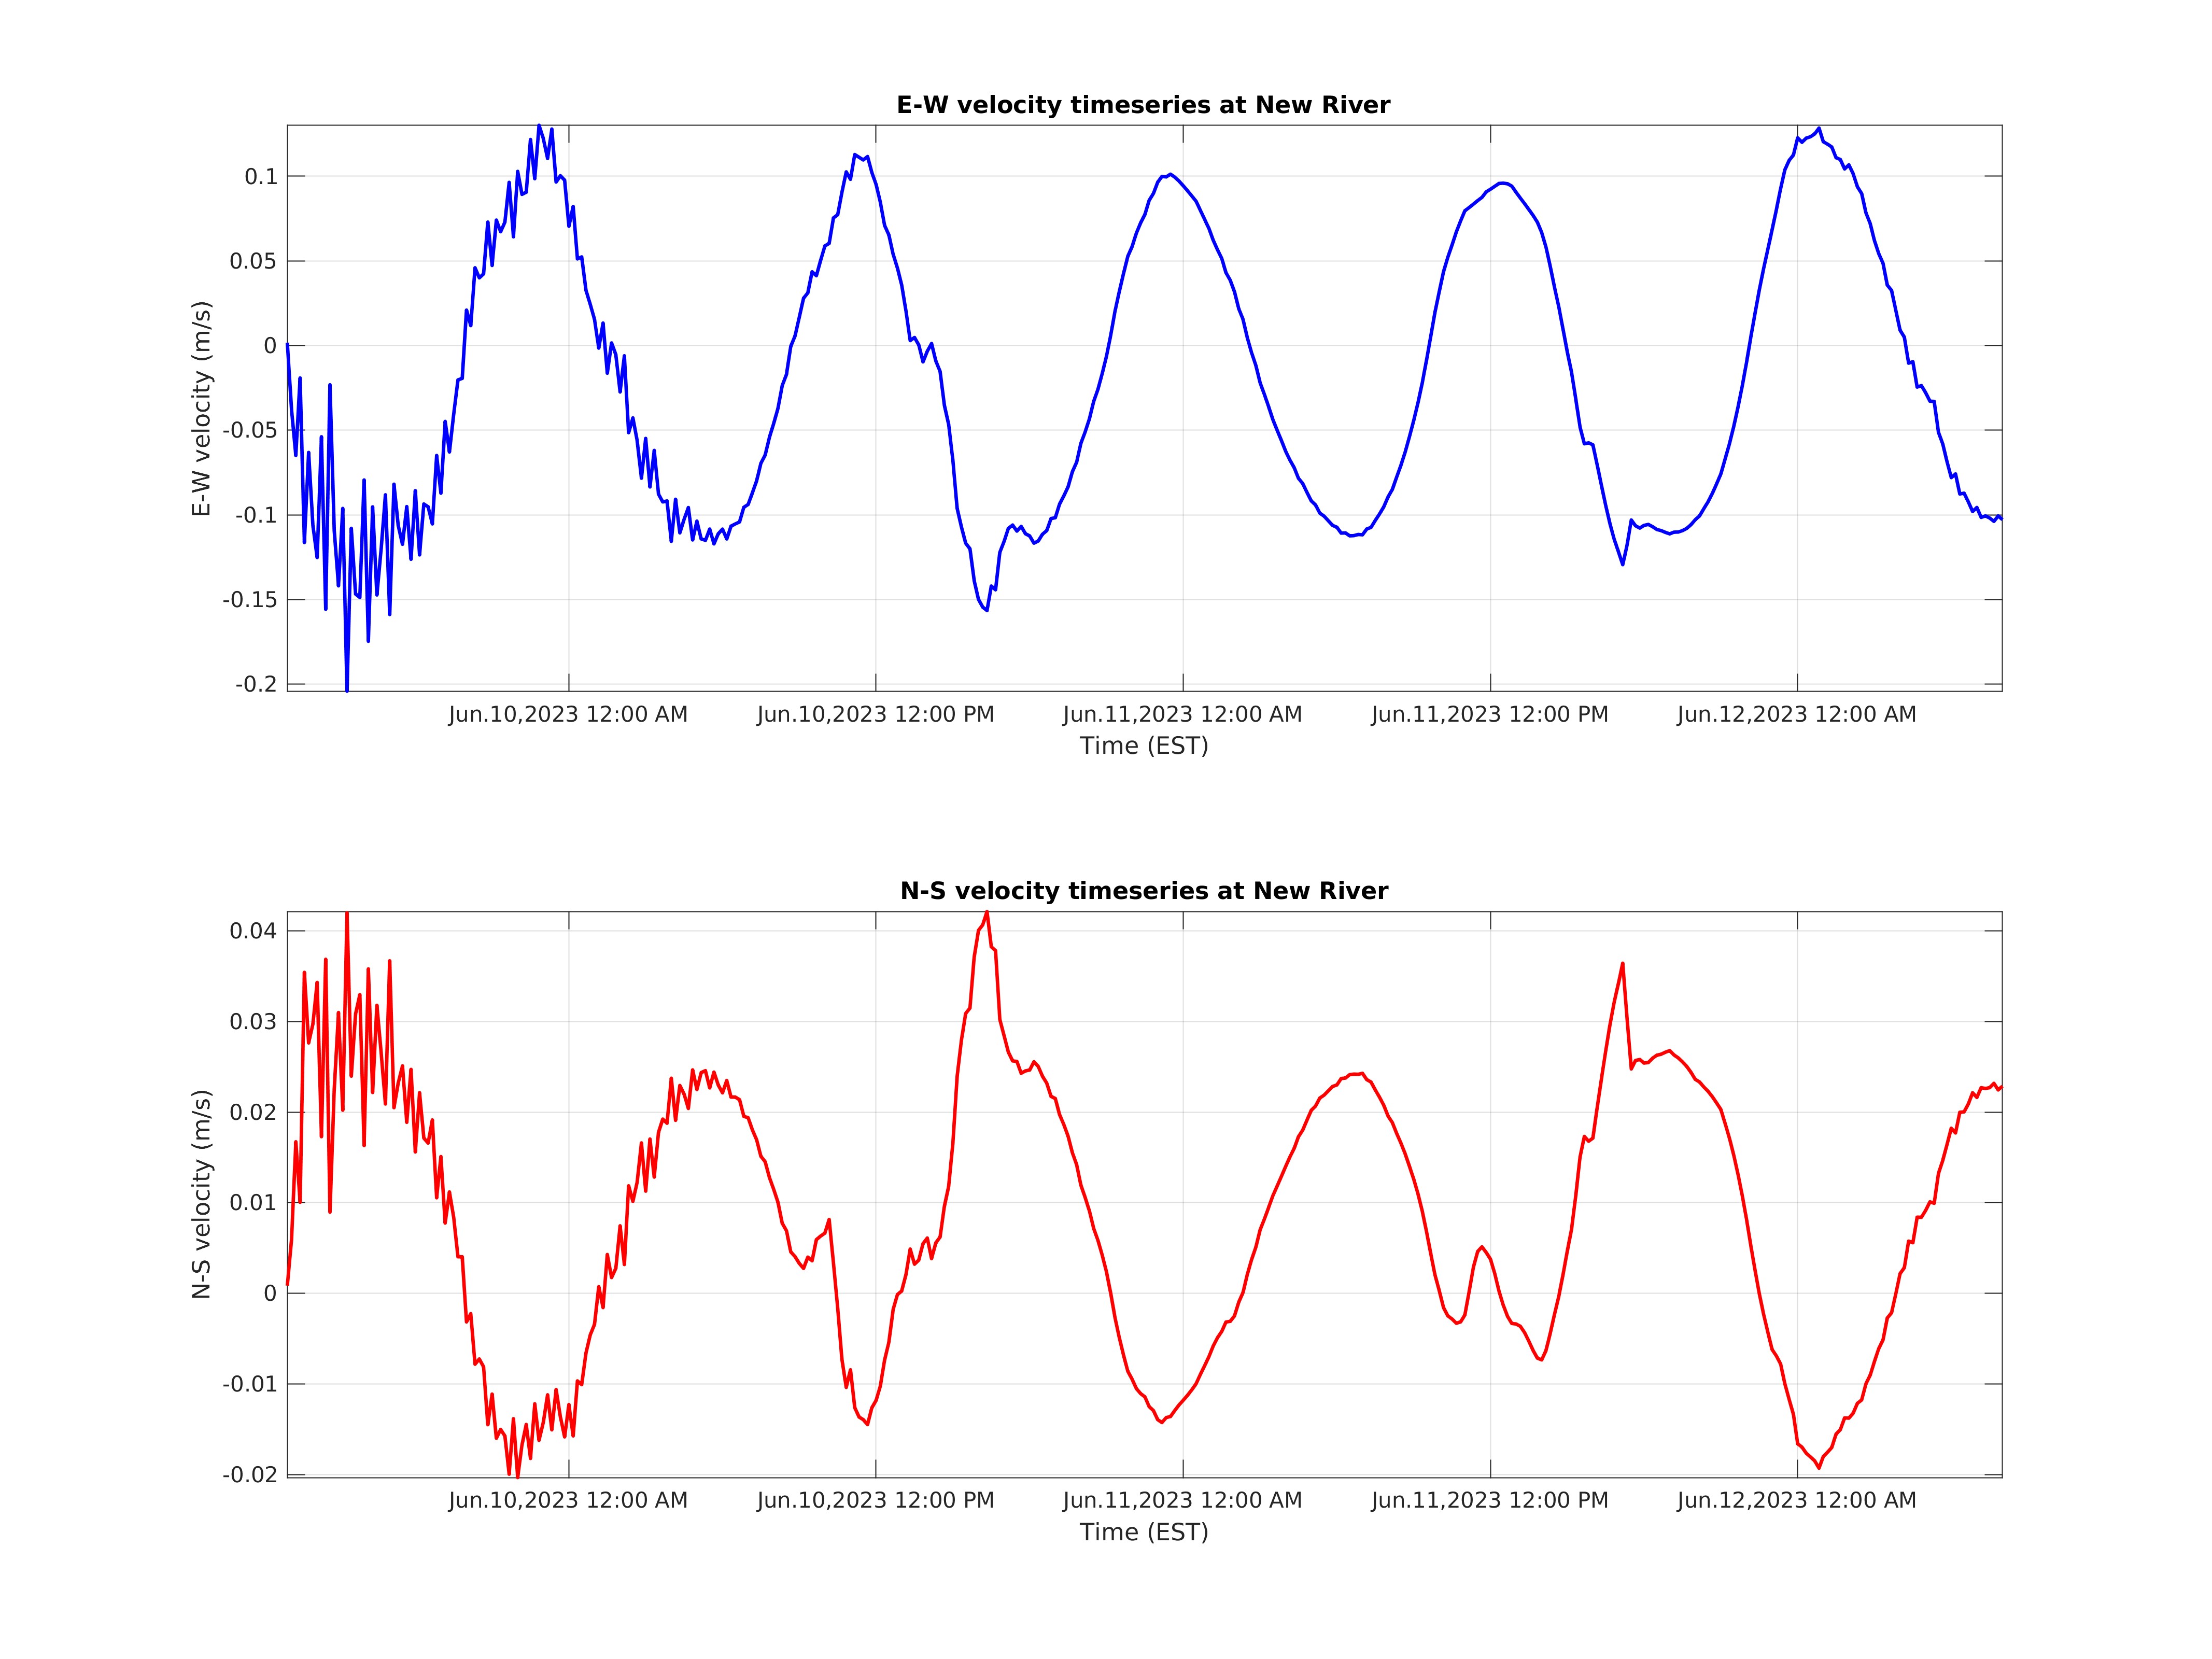 E-W velocity timeseries at New River
E-W velocity (m/s)
0.1
0.05
0
-0.05
-0.1
-0.15
-0.2
Jun.10,2023 12:00 AM
Jun.10,2023 12:00 PM
Jun.11,2023 12:00 AM
Jun.11,2023 12:00 PM
Jun.12,2023 12:00 AM
Time (EST)
N-S velocity timeseries at New River
N-S velocity (m/s)
0.04
0.03
0.02
0.01
0
-0.01
-0.02
Jun.10,2023 12:00 AM
Jun.10,2023 12:00 PM
Jun.11,2023 12:00 AM
Jun.11,2023 12:00 PM
Jun.12,2023 12:00 AM
Time (EST)